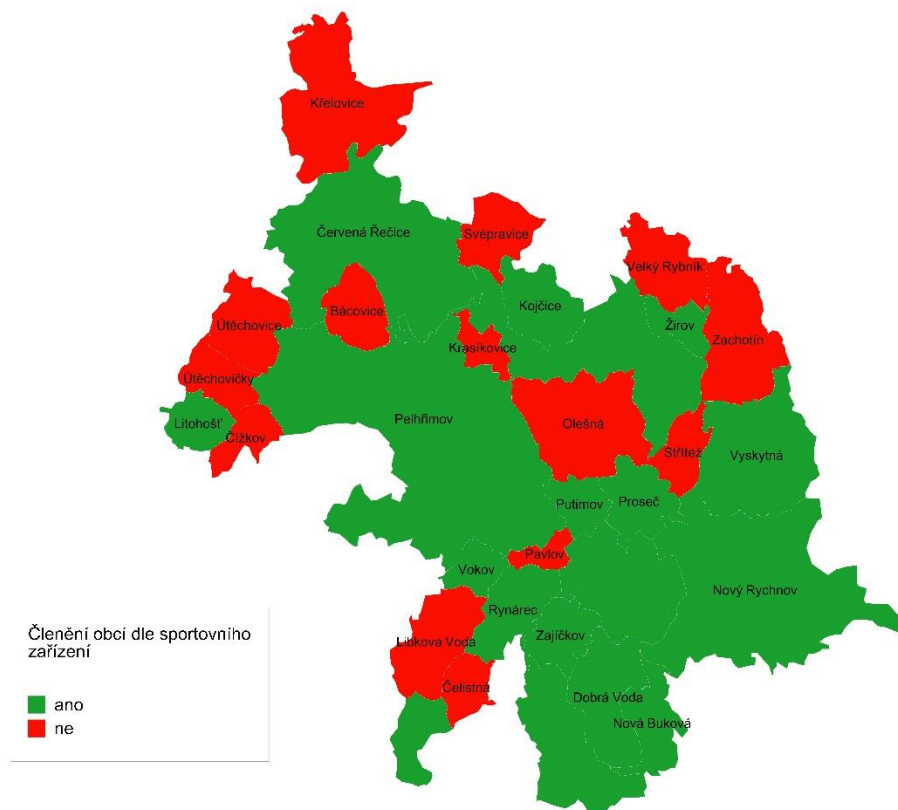 Křelovice
Červená Řečice
Svépravice
Velký Rybník
Bácovice
Kojčice
Útěchovice
Žirov
Zachotín
Krasíkovice
Útěchovičky
Litohošť
Pelhřimov
Olešná
Čížkov
Střítež
Vyskytná
Putimov
Proseč
Pavlov
Vokov
Nový Rychnov
Rynárec
Členění obcí dle sportovního
zařízení
Libkova Voda
Zajíčkov
Čelistná
Dobrá Voda
ano
Nová Buková
ne